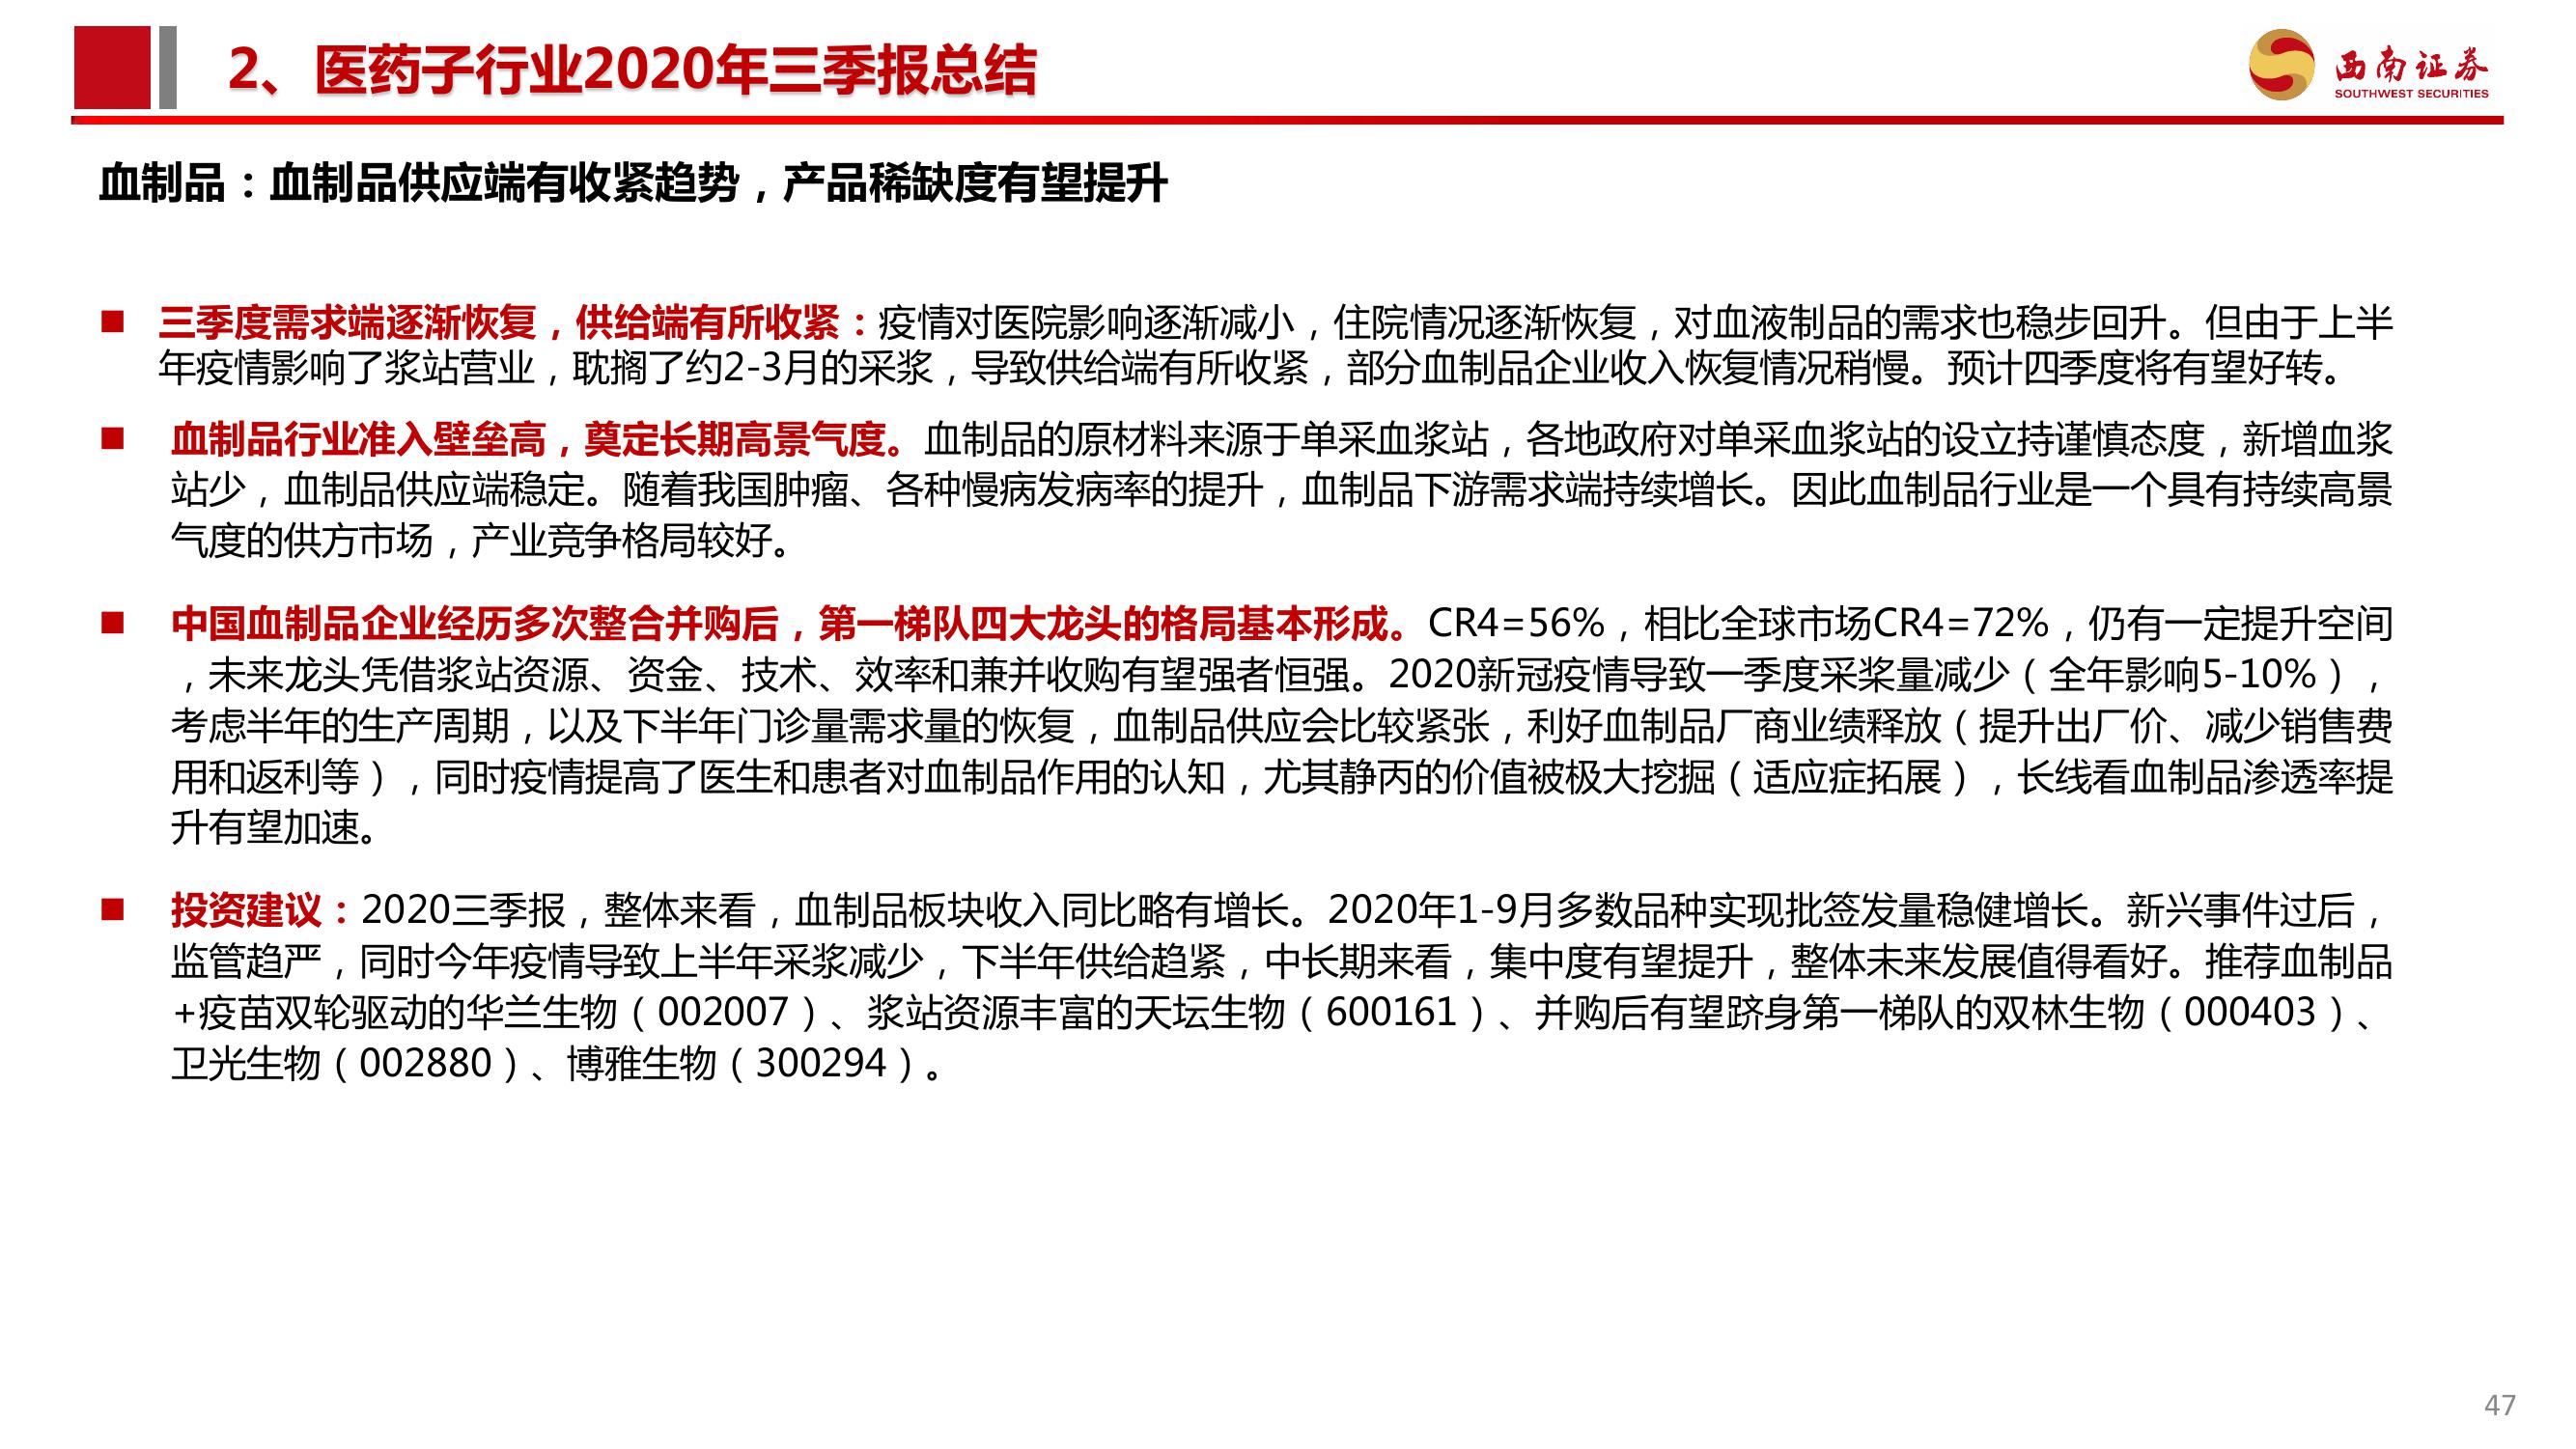 2、医药子行业2020年三季报总结
西南证券
SOUTHWEST SECURITIES
血制品：血制品供应端有收紧趋势，产品稀缺度有望提升
■ 三季度需求端逐渐恢复，供给端有所收紧：疫情对医院影响逐渐减小，住院情况逐渐恢复，对血液制品的需求也稳步回升。但由于上半
年疫情影响了浆站营业，耽搁了约2-3月的采浆，导致供给端有所收紧，部分血制品企业收入恢复情况稍慢。预计四季度将有望好转。
■ 血制品行业准入壁垒高，奠定长期高景气度。血制品的原材料来源于单采血浆站，各地政府对单采血浆站的设立持谨慎态度，新增血浆
站少，血制品供应端稳定。随着我国肿瘤、各种慢病发病率的提升，血制品下游需求端持续增长。因此血制品行业是一个具有持续高景
气度的供方市场，产业竞争格局较好。
■ 中国血制品企业经历多次整合并购后，第一梯队四大龙头的格局基本形成。CR4=56%，相比全球市场CR4=72%，仍有一定提升空间
，未来龙头凭借浆站资源、资金、技术、效率和兼并收购有望强者恒强。2020新冠疫情导致一季度采奖量减少（全年影响5-10%），
考虑半年的生产周期，以及下半年门诊量需求量的恢复，血制品供应会比较紧张，利好血制品厂商业绩释放（提升出厂价、减少销售费
用和返利等），同时疫情提高了医生和患者对血制品作用的认知，尤其静丙的价值被极大挖掘（适应症拓展），长线看血制品渗透率提
升有望加速。
■ 投资建议：2020三季报，整体来看，血制品板块收入同比略有增长。2020年1-9月多数品种实现批签发量稳健增长。新兴事件过后，
监管趋严，同时今年疫情导致上半年采浆减少，下半年供给趋紧，中长期来看，集中度有望提升，整体未来发展值得看好。推荐血制品
+疫苗双轮驱动的华兰生物（002007）、浆站资源丰富的天坛生物（600161）、并购后有望跻身第一梯队的双林生物（000403）、
卫光生物（002880）、博雅生物（300294）。
47